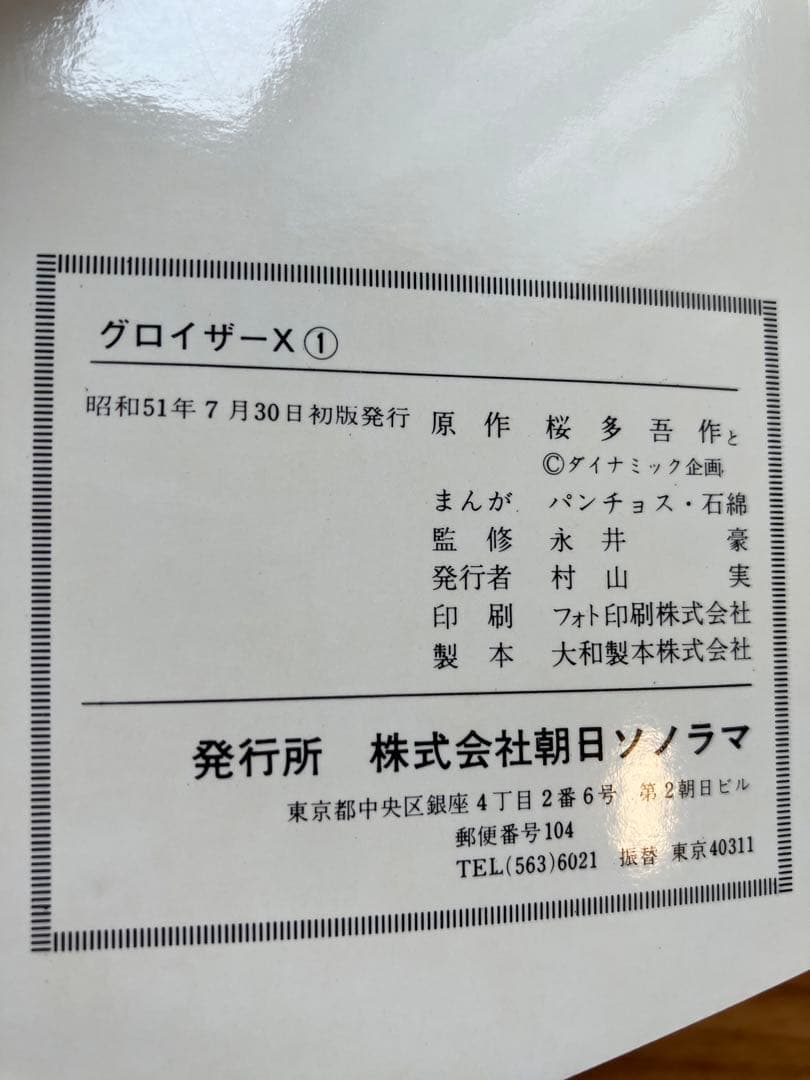 グロイザーX①
昭和51年7月30日初版発行
原作 桜多吾作と
©ダイナミック企画
まんが パンチョス・石綿
監修 永井豪
発行者 村山実
印刷 フォト印刷株式会社
製本 大和製本株式会社
発行所 株式会社朝日ソノラマ
東京都中央区銀座4丁目2番6号 第2朝日ビル
郵便番号104
TEL(563)6021 振替 東京40311